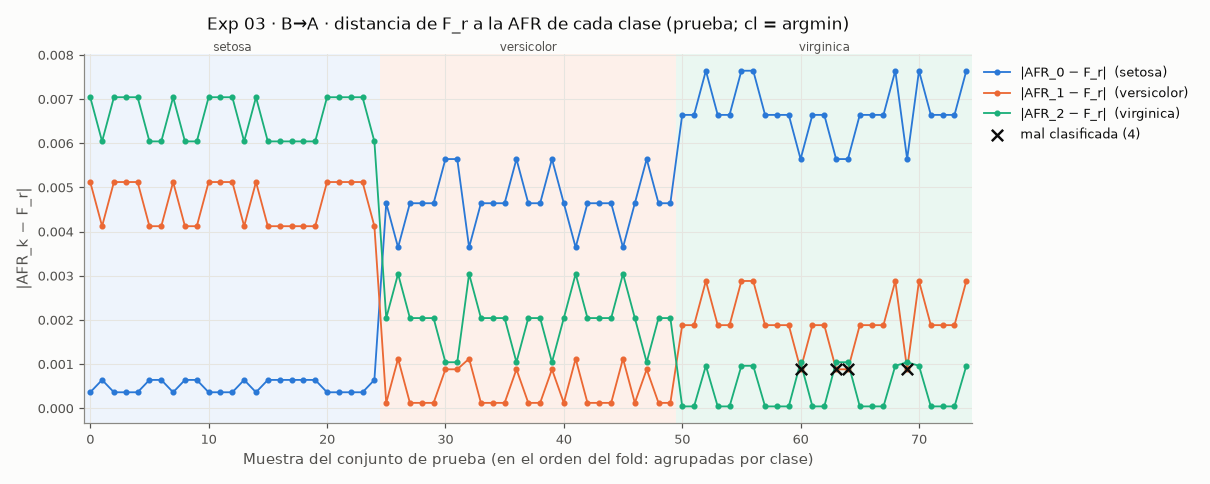 Exp 03 · B→A · distancia de F_r a la AFR de cada clase (prueba; cl = argmin)
setosa
versicolor
virginica
|AFR_0 − F_r| (setosa)
|AFR_1 − F_r| (versicolor)
|AFR_2 − F_r| (virginica)
mal clasificada (4)
|AFR_k − F_r|
0.008
0.007
0.006
0.005
0.004
0.003
0.002
0.001
0.000
0 10 20 30 40 50 60 70
Muestra del conjunto de prueba (en el orden del fold: agrupadas por clase)